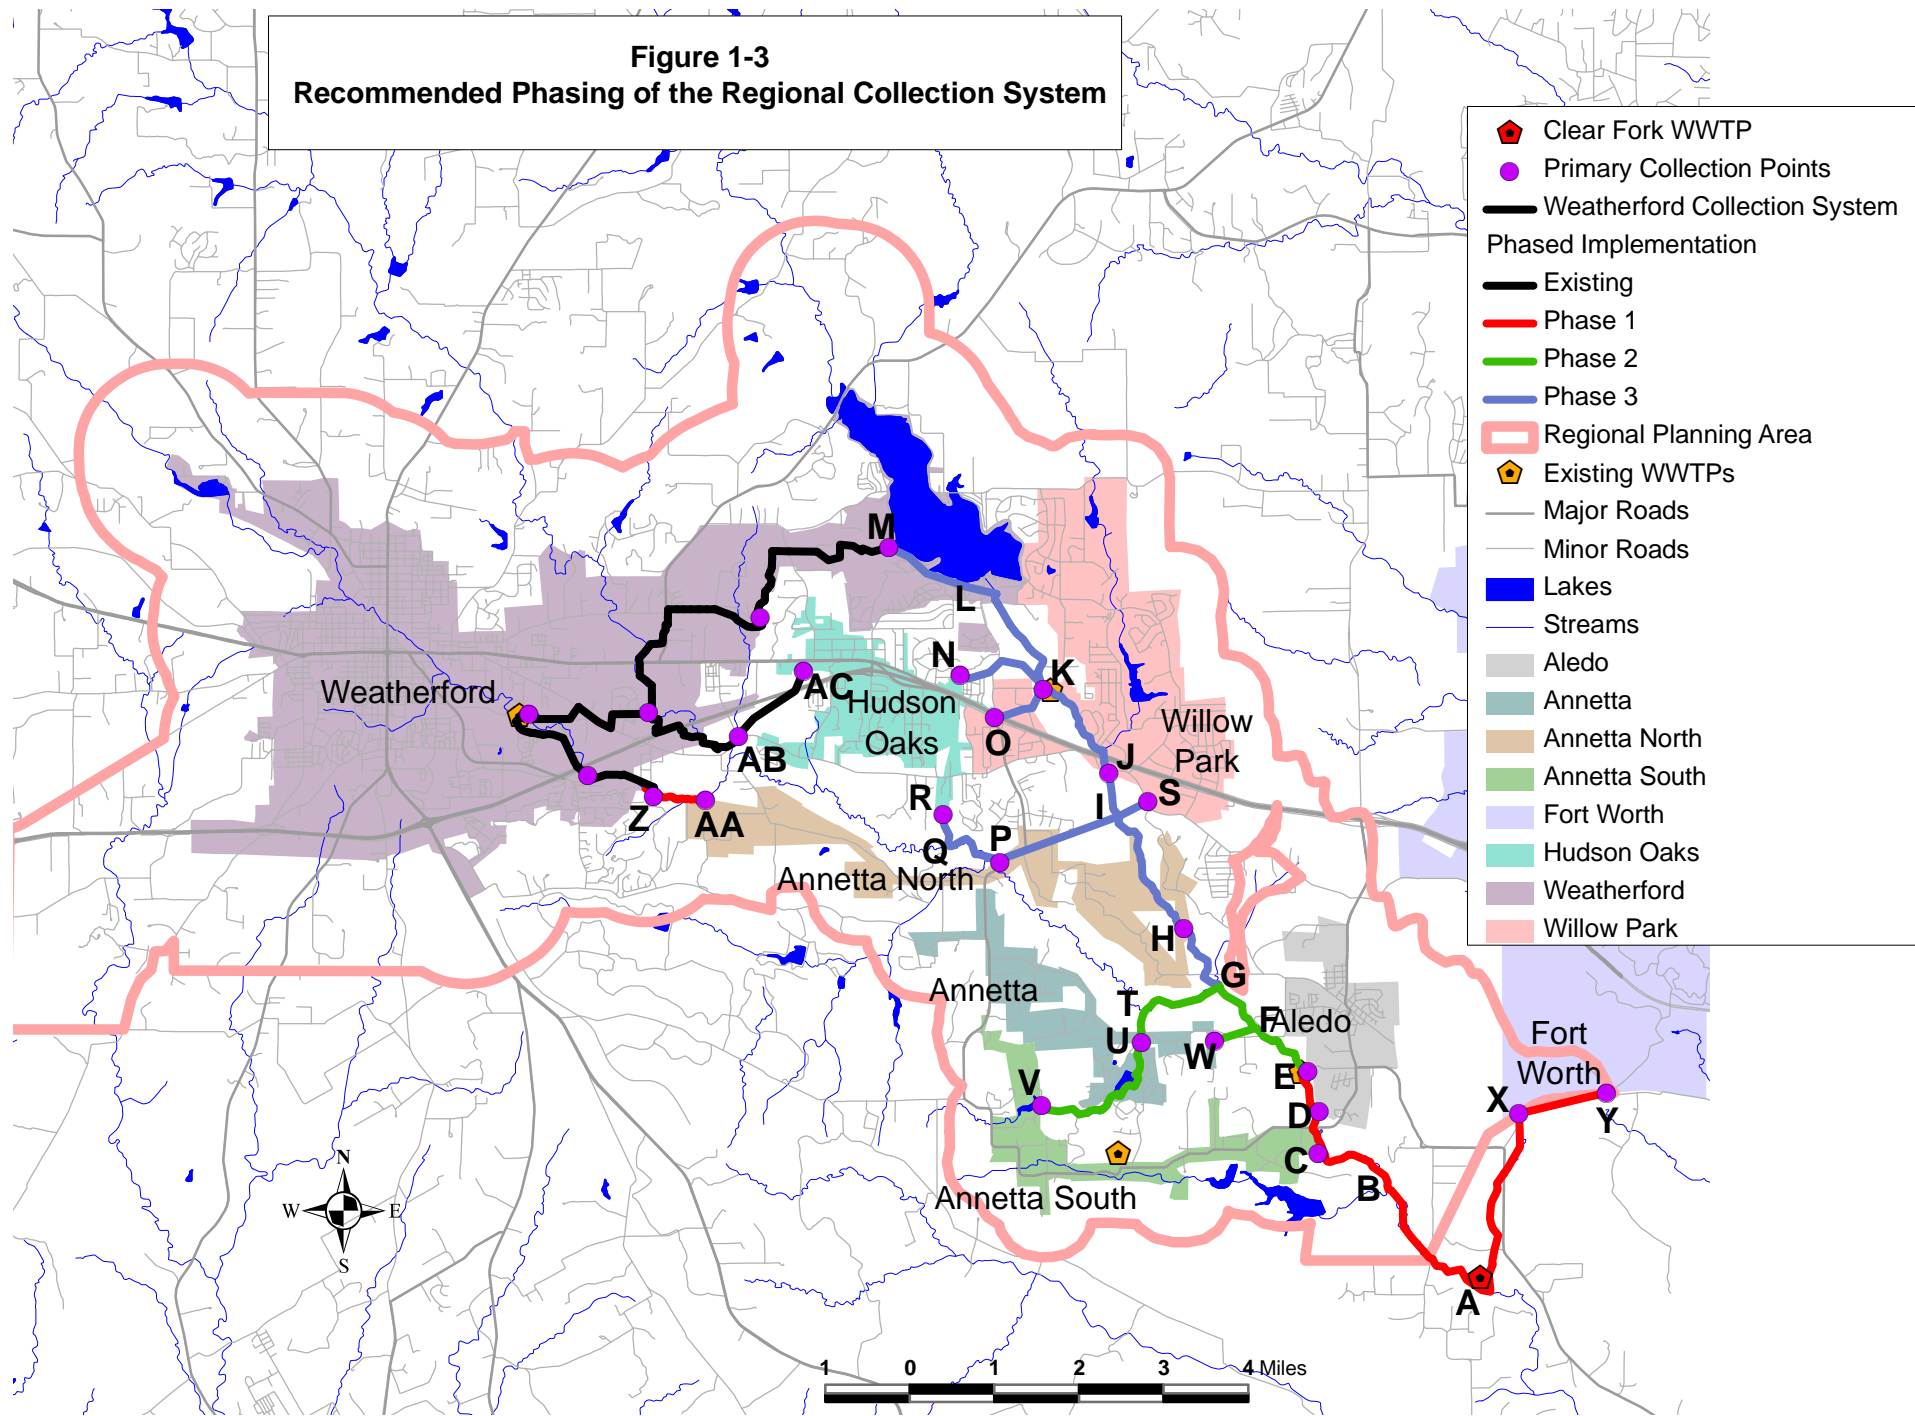 Figure 1-3
Recommended Phasing of the Regional Collection System
Clear Fork WWTP
Primary Collection Points
Weatherford Collection System
Phased Implementation
Existing
Phase 1
Phase 2
Phase 3
Regional Planning Area
Existing WWTPs
Major Roads
Minor Roads
Lakes
Streams
Aledo
Annetta
Annetta North
Annetta South
Fort Worth
Hudson Oaks
Weatherford
Willow Park
M
L
N
K
Weatherford
AC
Hudson
Oaks
O
Willow
Park
AB
J
S
R
I
Z
AA
Q
P
Annetta North
H
G
Annetta
T
F
Aledo
U
W
E
Fort
Worth
V
X
Y
D
C
B
Annetta South
A
N
W
E
S
1 0 1 2 3 4 Miles